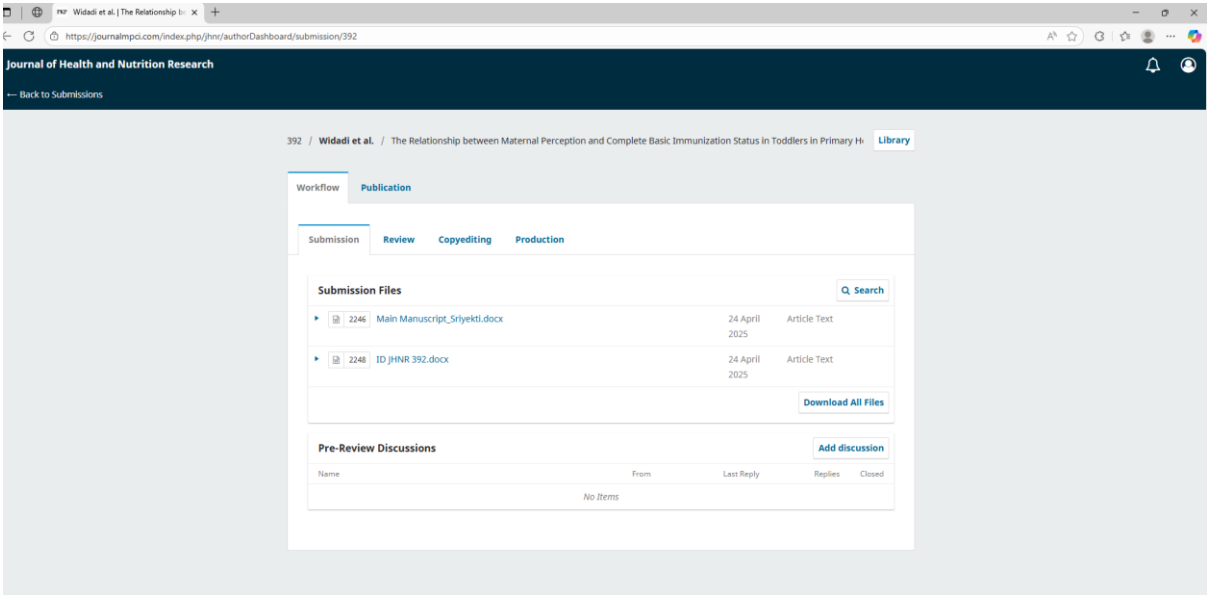 Widadi et al. | The Relationship be
https://journalmpci.com/index.php/jhnr/authorDashboard/submission/392
Journal of Health and Nutrition Research
← Back to Submissions
392 / Widadi et al. / The Relationship between Maternal Perception and Complete Basic Immunization Status in Toddlers in Primary H
Library
Workflow Publication
Submission Review Copyediting Production
Submission Files
Search
2246 Main Manuscript_Sriyekti.docx 24 April 2025 Article Text
2248 ID JHNR 392.docx 24 April 2025 Article Text
Download All Files
Pre-Review Discussions
Add discussion
Name From Last Reply Replies Closed
No Items